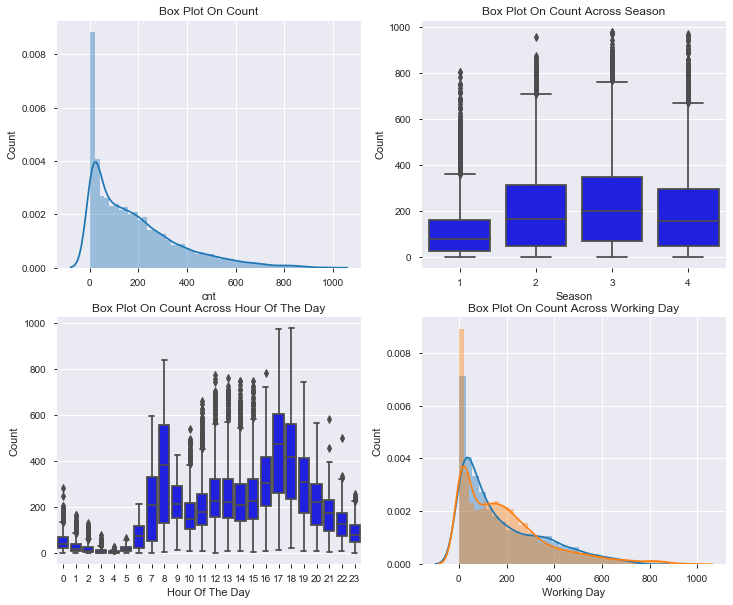 Box Plot On Count
Count
0.008
0.006
0.004
0.002
0.000
0 200 400 600 800 1000
cnt
Box Plot On Count Across Season
Count
1000
800
600
400
200
0
1 2 3 4
Season
Box Plot On Count Across Hour Of The Day
Count
1000
800
600
400
200
0
0 1 2 3 4 5 6 7 8 9 10 11 12 13 14 15 16 17 18 19 20 21 22 23
Hour Of The Day
Box Plot On Count Across Working Day
Count
0.008
0.006
0.004
0.002
0.000
0 200 400 600 800 1000
Working Day